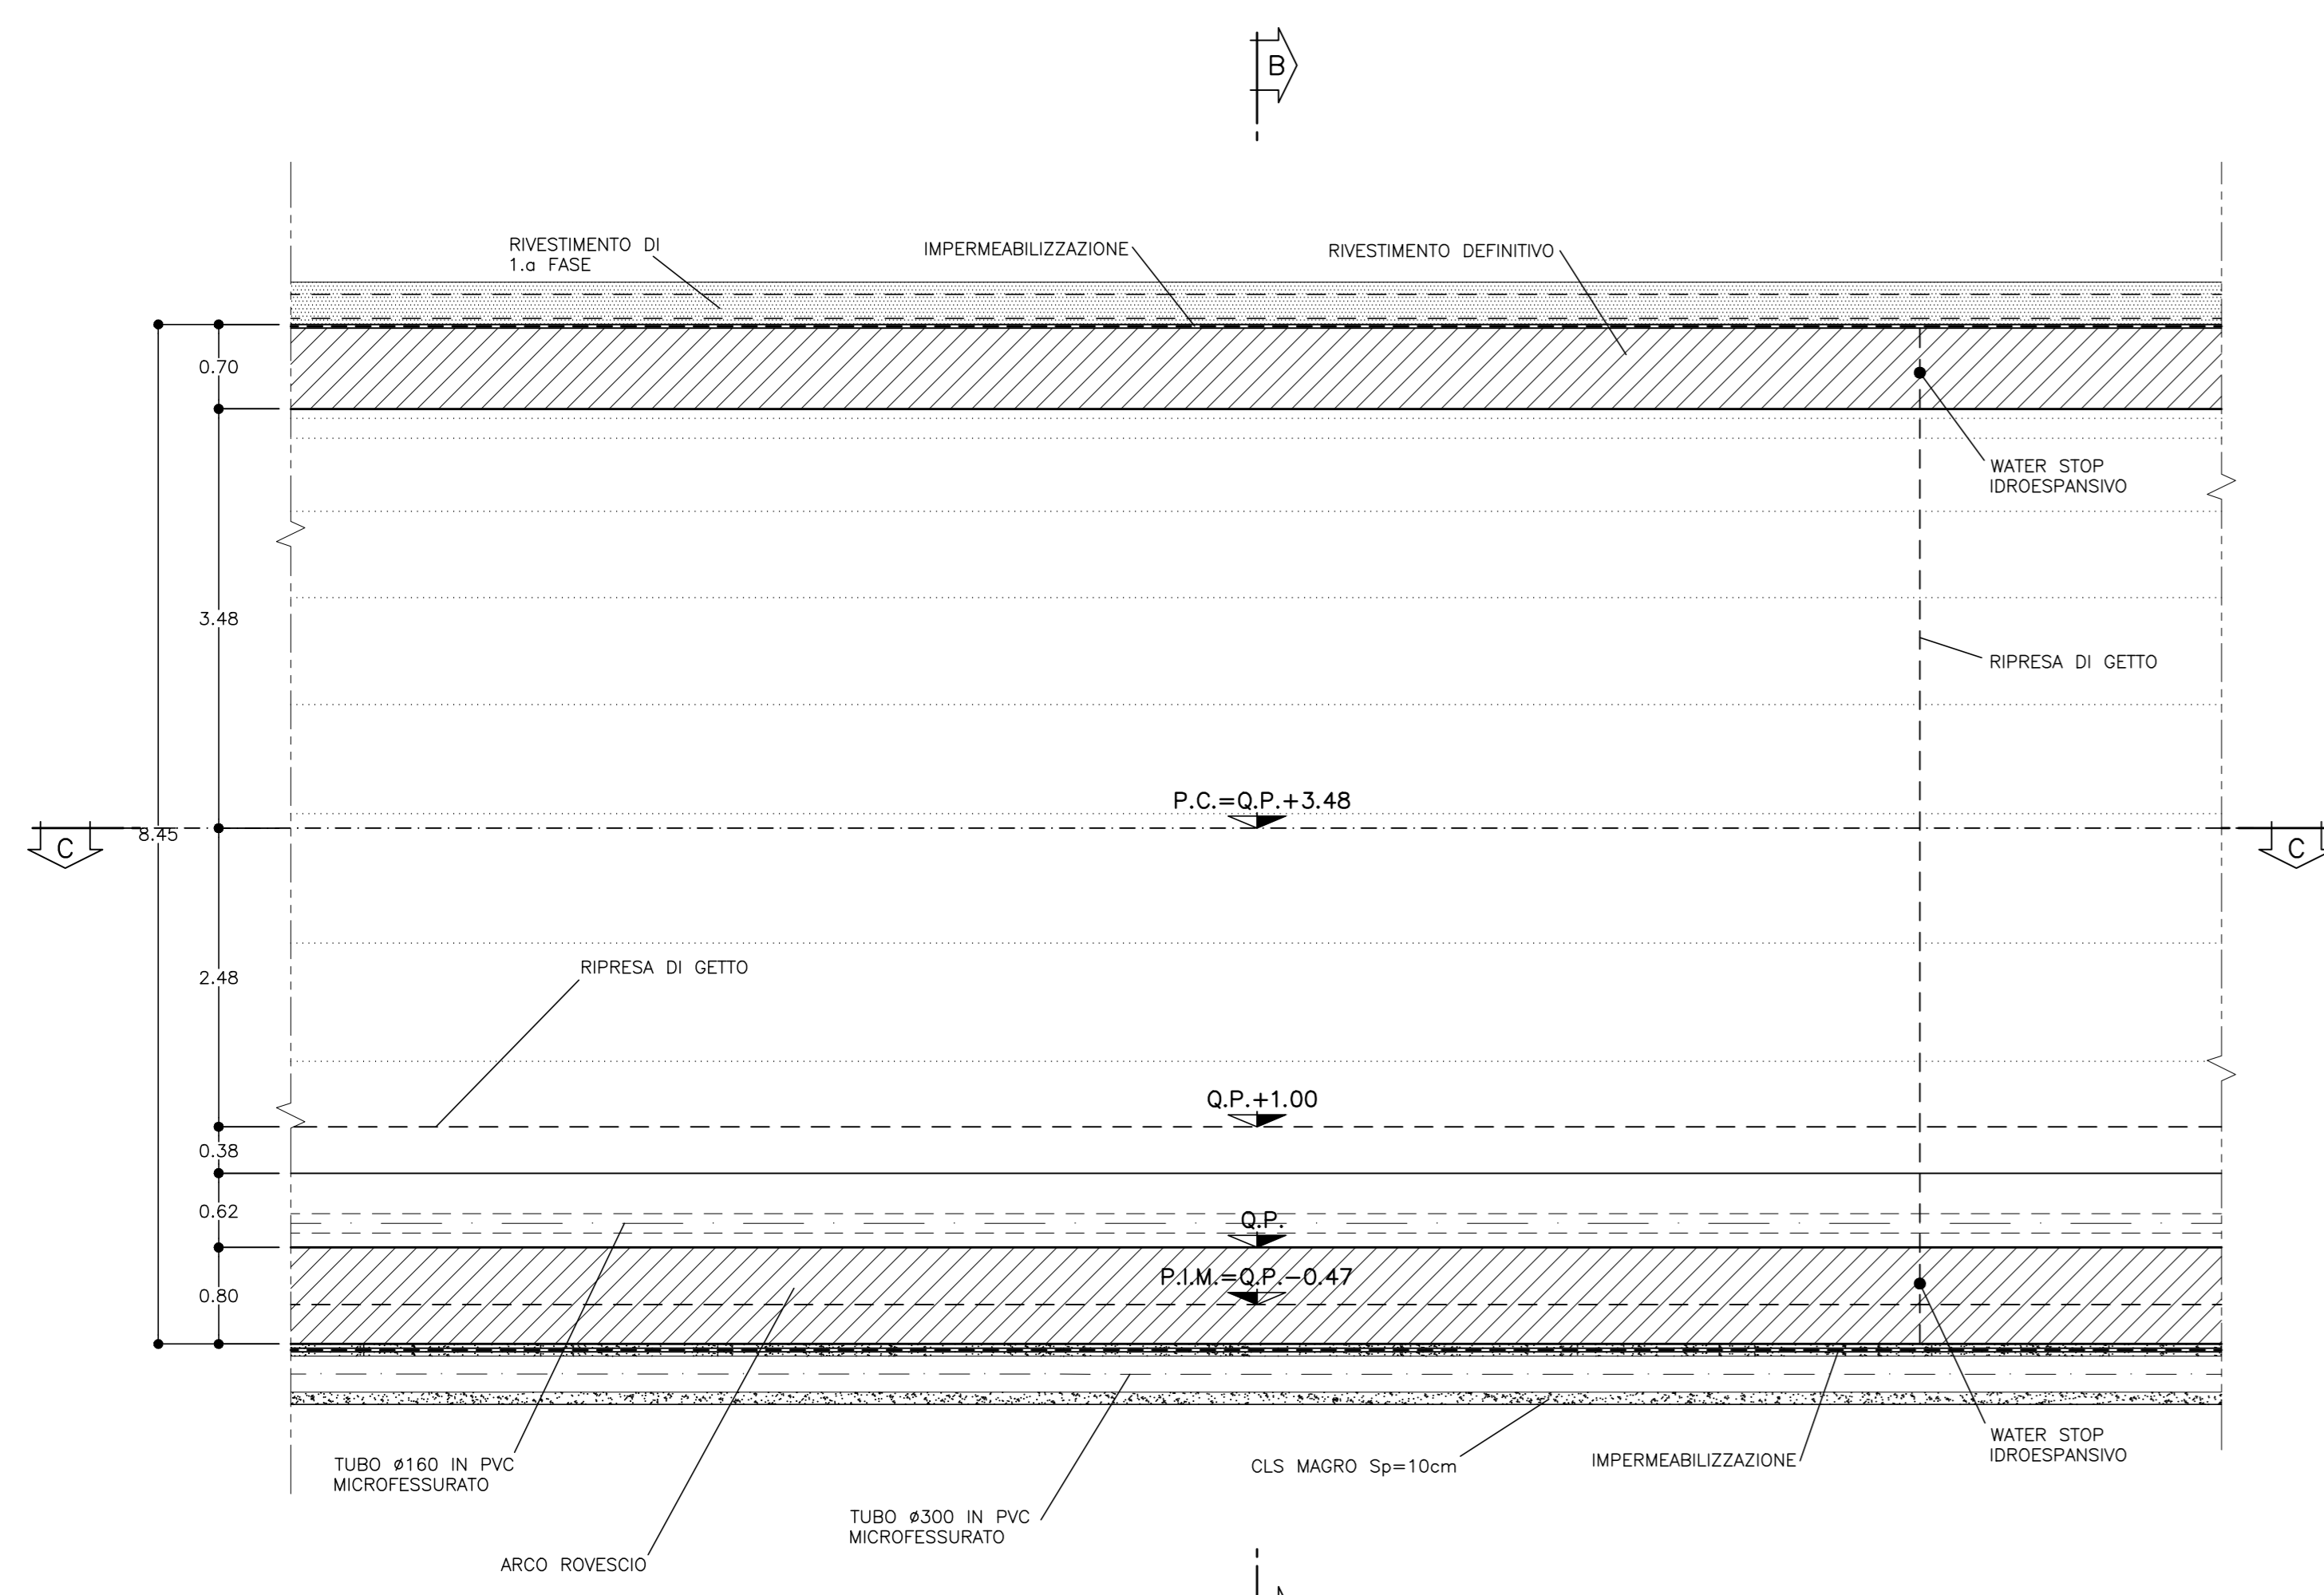 B
RIVESTIMENTO DI
1.a FASE
IMPERMEABILIZZAZIONE
RIVESTIMENTO DEFINITIVO
0.70
WATER STOP
IDROESPANSIVO
3.48
RIPRESA DI GETTO
P.C.=Q.P.+3.48
8.45
C
C
RIPRESA DI GETTO
2.48
Q.P.+1.00
0.38
0.62
Q.P.
P.I.M.=Q.P.-0.47
0.80
TUBO ø160 IN PVC
MICROFESSURATO
CLS MAGRO Sp=10cm
IMPERMEABILIZZAZIONE
WATER STOP
IDROESPANSIVO
TUBO ø300 IN PVC
MICROFESSURATO
ARCO ROVESCIO